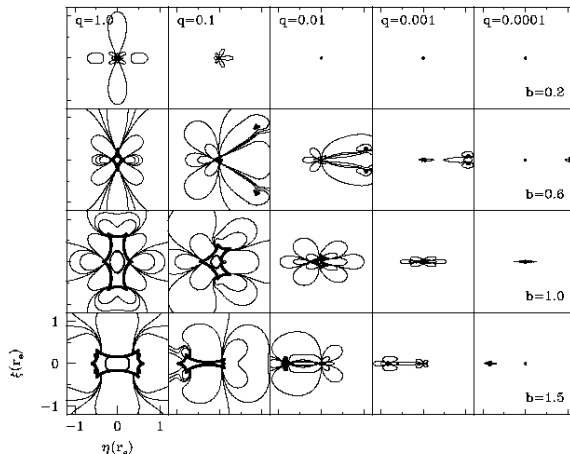 q=1.0 q=0.1 q=0.01 q=0.001 q=0.0001
b=0.2
b=0.6
b=1.0
1
0
-1
ξ(rₑ)
b=1.5
-1 0 1
η(rₑ)